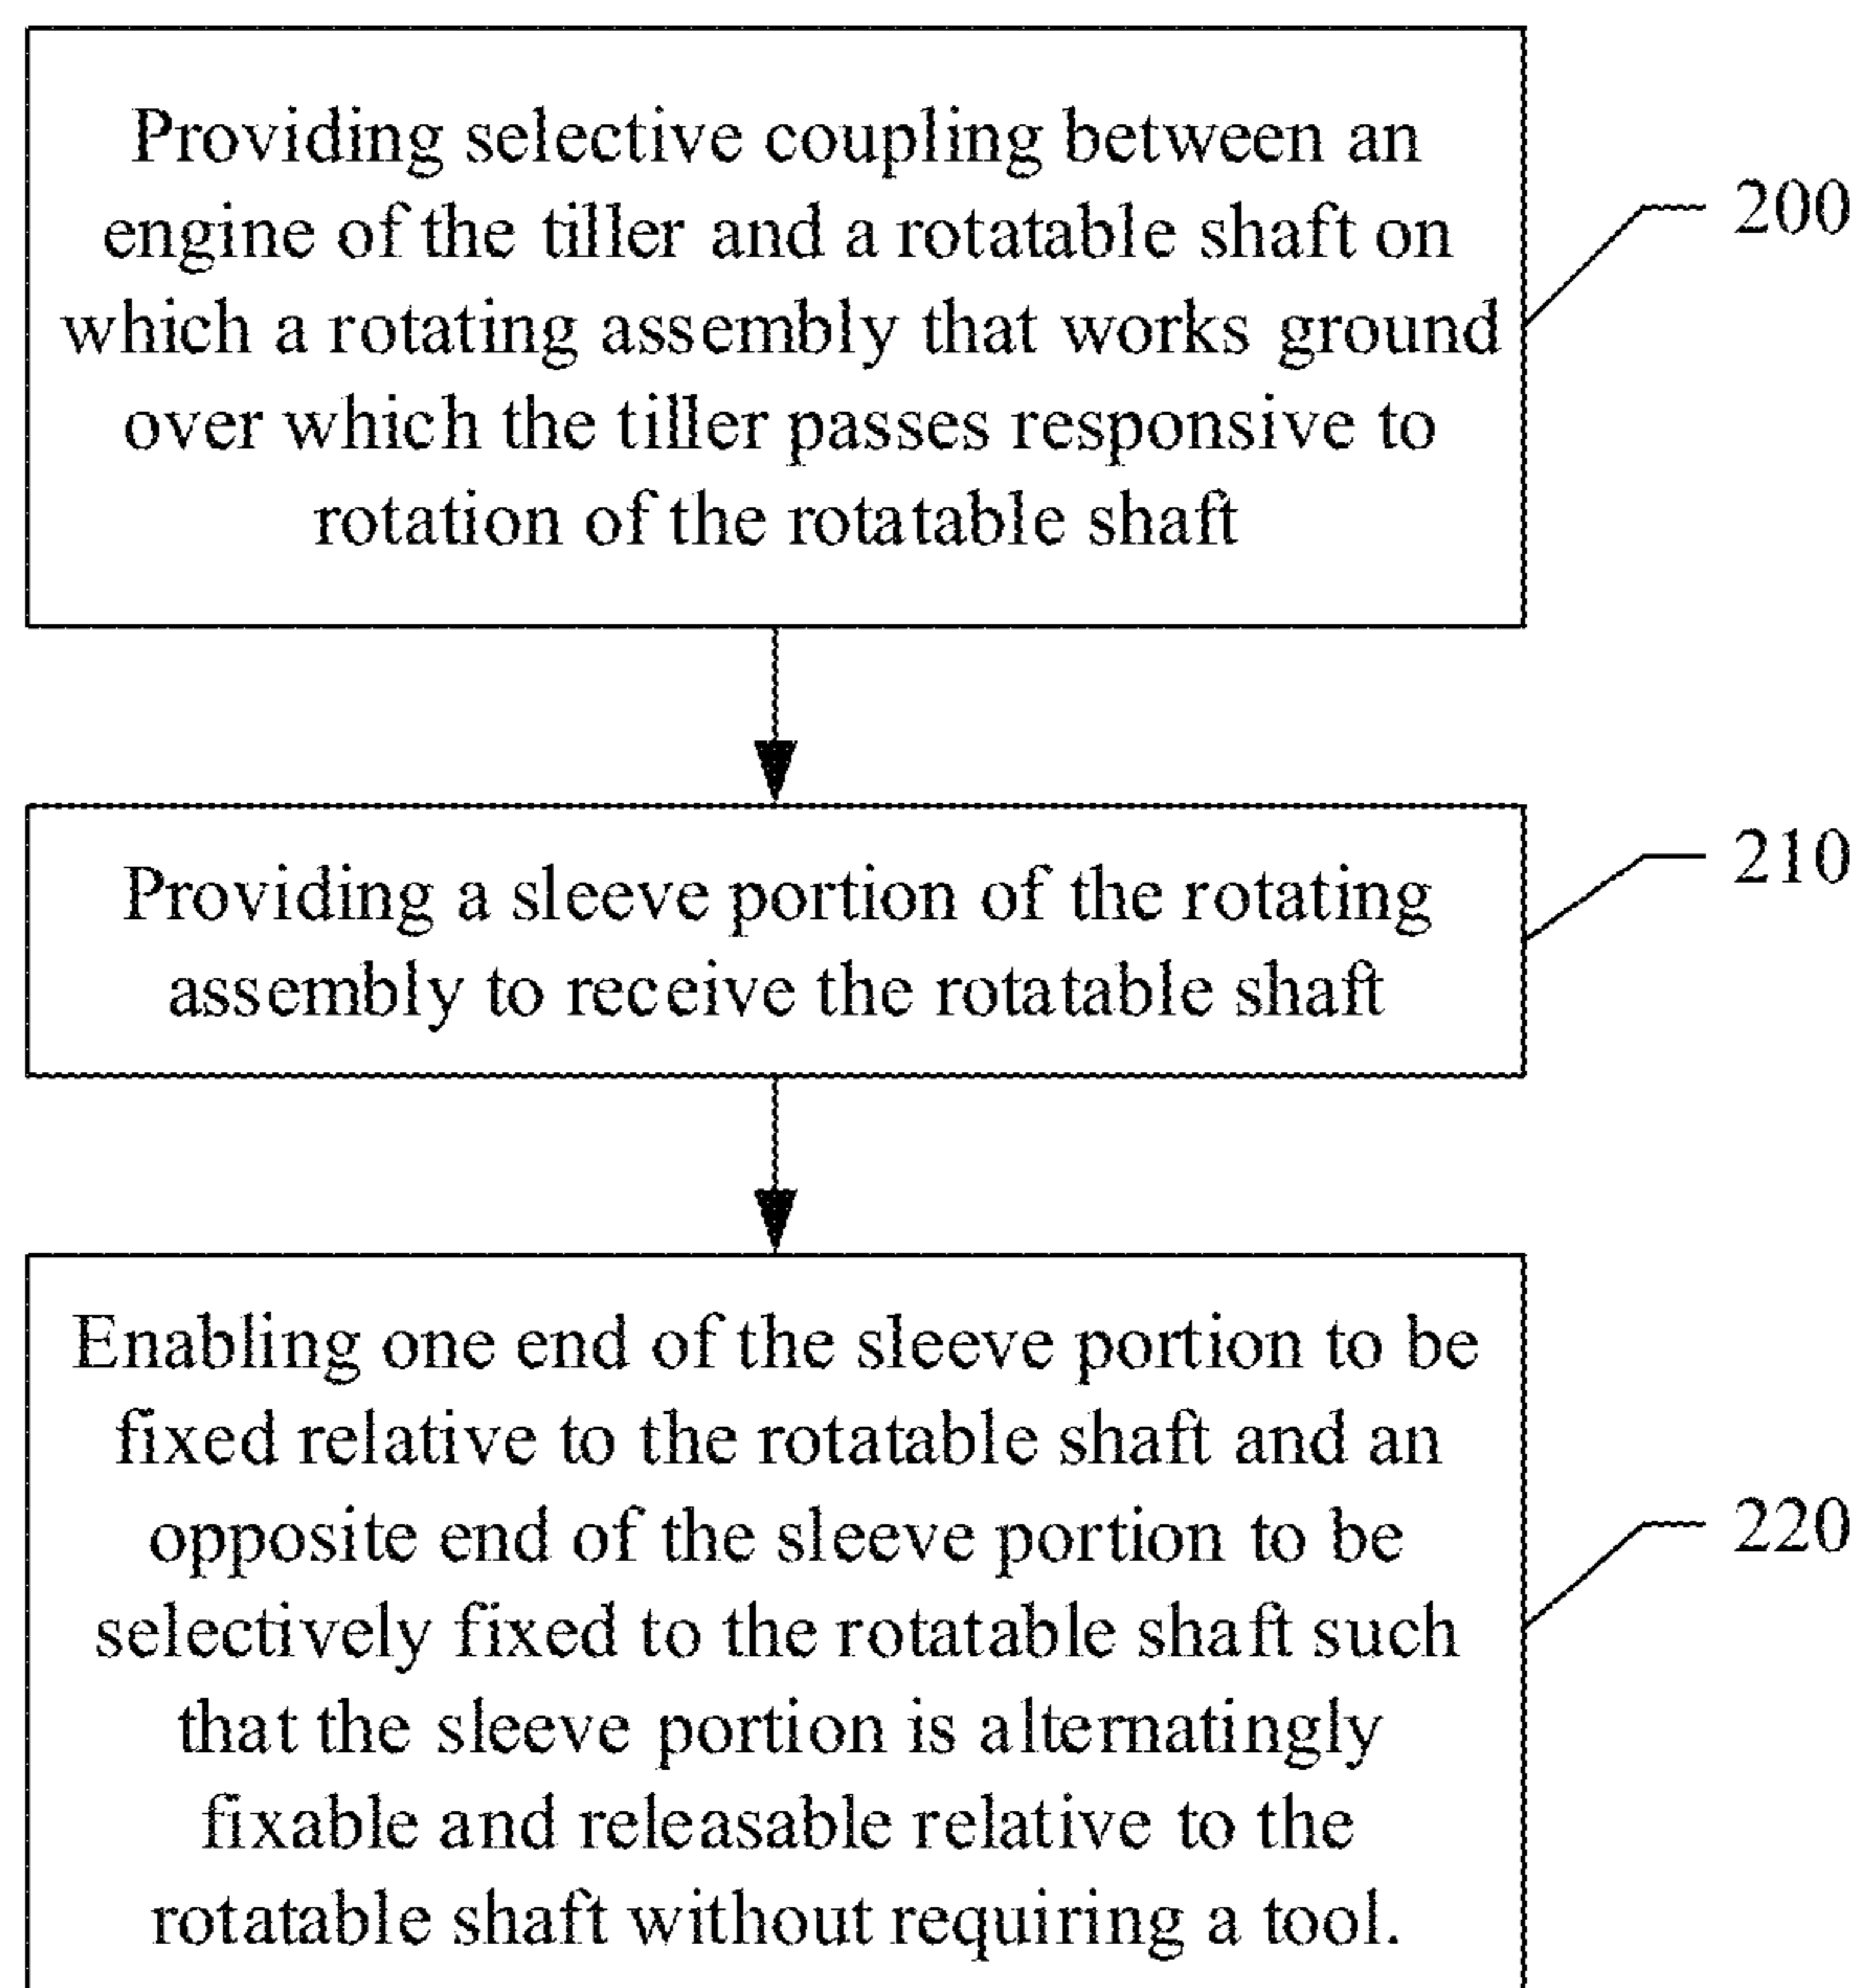 Providing selective coupling between an
engine of the tiller and a rotatable shaft on
which a rotating assembly that works ground
over which the tiller passes responsive to
rotation of the rotatable shaft
200
Providing a sleeve portion of the rotating
assembly to receive the rotatable shaft
210
Enabling one end of the sleeve portion to be
fixed relative to the rotatable shaft and an
opposite end of the sleeve portion to be
selectively fixed to the rotatable shaft such
that the sleeve portion is alternatingly
fixable and releasable relative to the
rotatable shaft without requiring a tool.
220